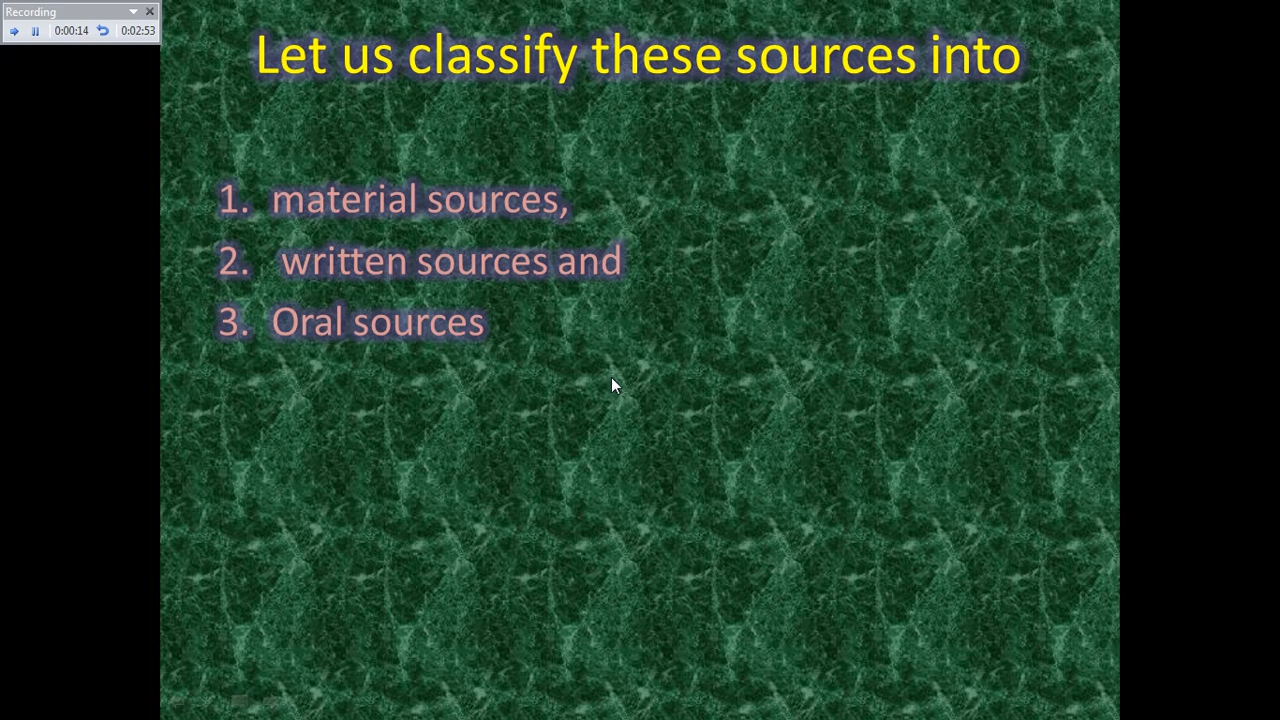 Recording
0:00:14 0:02:53
Let us classify these sources into
1. material sources,
2. written sources and
3. Oral sources